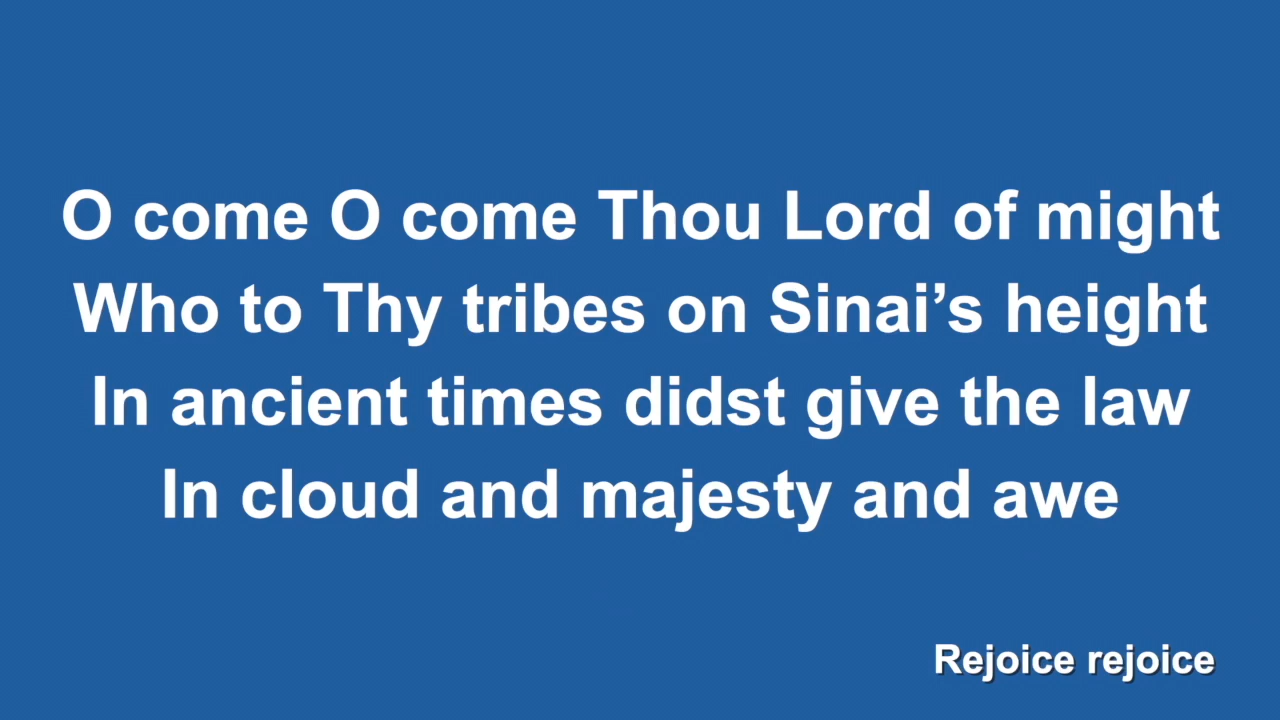 O come O come Thou Lord of might
Who to Thy tribes on Sinai’s height
In ancient times didst give the law
In cloud and majesty and awe
Rejoice rejoice